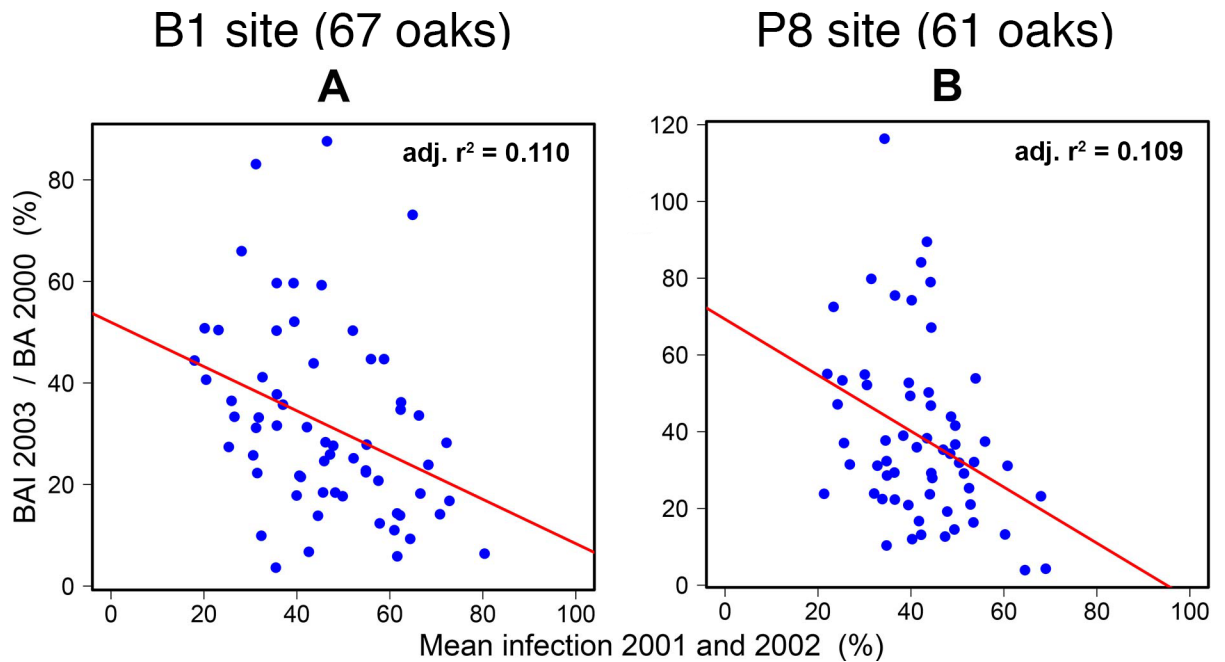 B1 site (67 oaks)
P8 site (61 oaks)
A
B
adj. r² = 0.110
adj. r² = 0.109
BAI 2003 / BA 2000 (%)
80
60
40
20
0
0 20 40 60 80 100
120
100
80
60
40
20
0
0 20 40 60 80 100
Mean infection 2001 and 2002 (%)